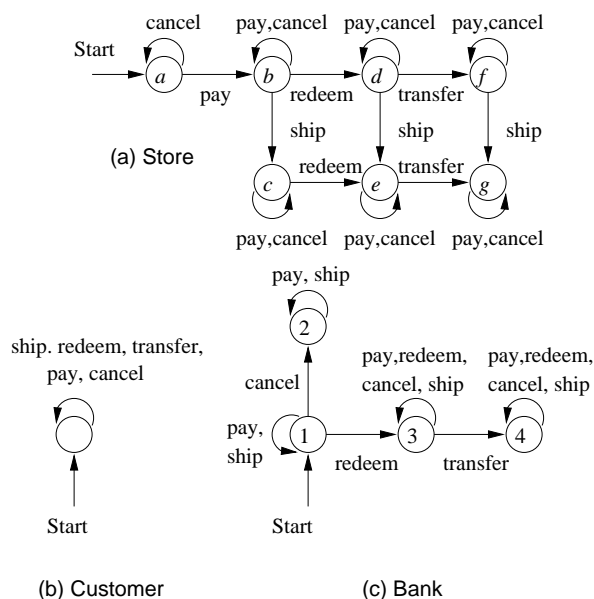 cancel
pay,cancel
pay,cancel
pay,cancel
Start
a
b
d
f
pay
redeem
transfer
ship
ship
ship
(a) Store
redeem
transfer
c
e
g
pay,cancel
pay,cancel
pay,cancel
pay, ship
2
ship. redeem, transfer,
pay, cancel
cancel
pay,redeem,
cancel, ship
pay,redeem,
cancel, ship
pay,
ship
1
3
4
redeem
transfer
Start
Start
(b) Customer
(c) Bank